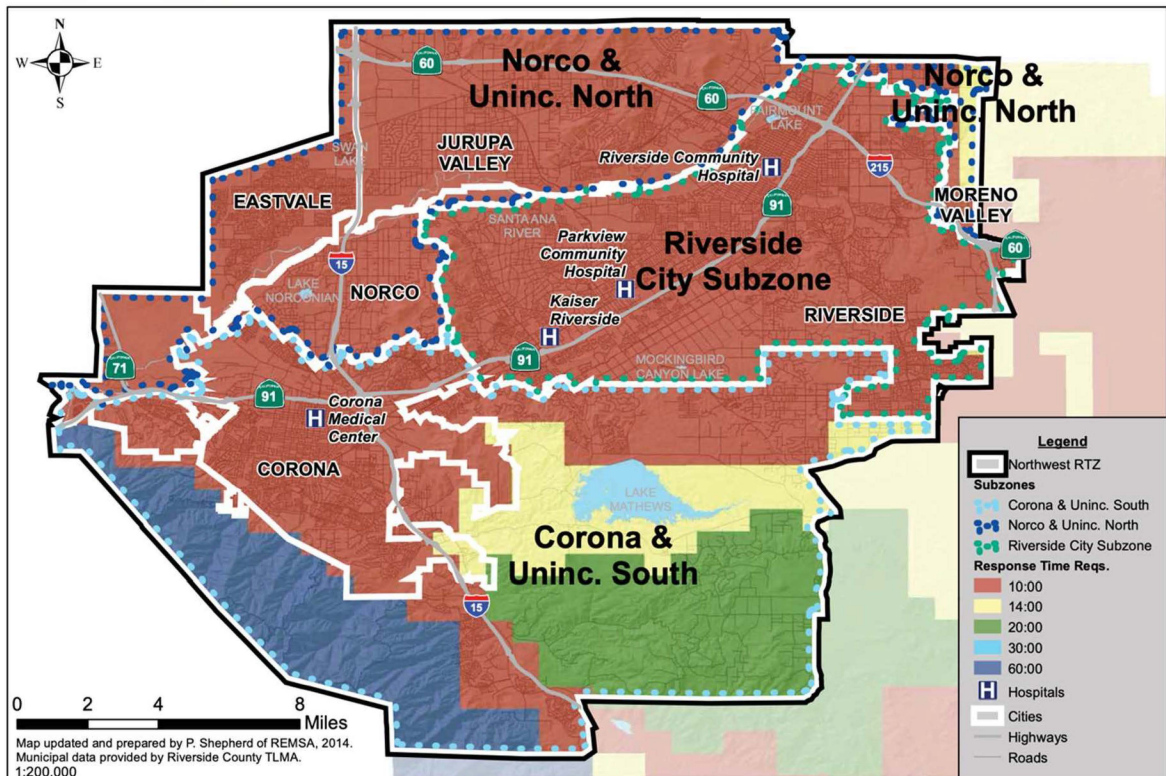 N
W
E
S
Norco &
Uninc. North
Norco &
Uninc. North
60
60
FAIRMOUNT
LAKE
SWAN
LAKE
JURUPA
VALLEY
Riverside Community
Hospital
215
EASTVALE
91
MORENO
VALLEY
SANTA ANA
RIVER
60
Parkview
Community
Hospital
Riverside
City Subzone
15
LAKE
NORCONIAN
NORCO
Kaiser
Riverside
H
H
H
RIVERSIDE
71
91
MOCKINGBIRD
CANYON LAKE
91
H
Corona
Medical
Center
CORONA
LAKE
MATHEWS
Corona &
Uninc. South
15
Legend
Northwest RTZ
Subzones
Corona & Uninc. South
Norco & Uninc. North
Riverside City Subzone
Response Time Reqs.
10:00
14:00
20:00
30:00
60:00
H Hospitals
Cities
Highways
Roads
0 2 4 8
Miles
Map updated and prepared by P. Shepherd of REMSA, 2014.
Municipal data provided by Riverside County TLMA.
1:200,000